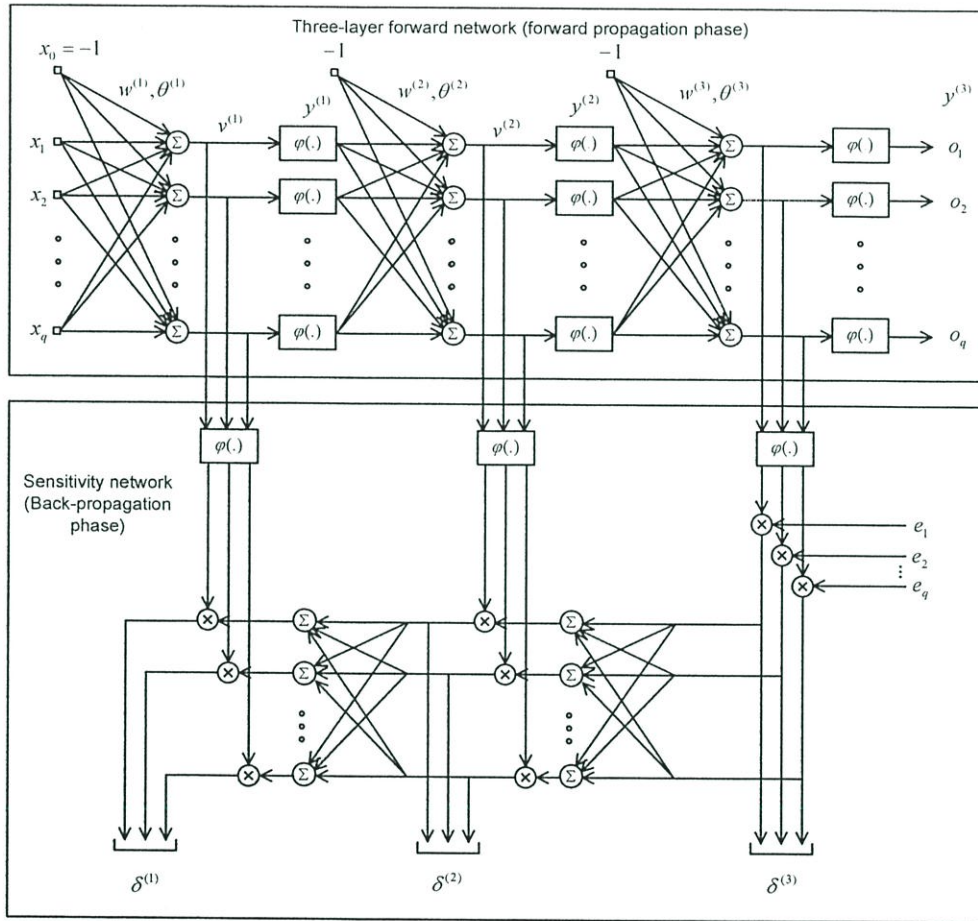 Three-layer forward network (forward propagation phase)
x₀ = −1
−1
−1
w⁽¹⁾,θ⁽¹⁾
y⁽¹⁾
w⁽²⁾,θ⁽²⁾
y⁽²⁾
w⁽³⁾,θ⁽³⁾
y⁽³⁾
v⁽¹⁾
v⁽²⁾
x₁ Σ φ(.) Σ φ(.) Σ φ( ) o₁
x₂ Σ φ(.) Σ φ(.) Σ φ(.) o₂
x_q Σ φ(.) Σ φ(.) Σ φ(.) o_q
φ(.) φ(.) φ(.)
Sensitivity network
(Back-propagation
phase)
× e₁
× e₂
⋮
× e_q
× Σ × Σ
× Σ × Σ
× Σ × Σ
δ⁽¹⁾ δ⁽²⁾ δ⁽³⁾